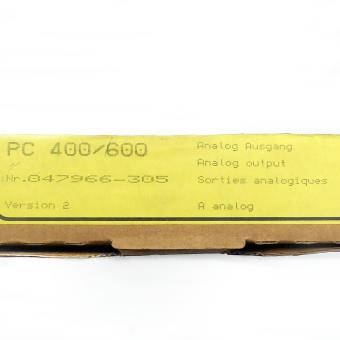 PC 400/600
Nr.047966-305
Version 2
Analog Ausgang
Analog output
Sorties analogiques
A analog